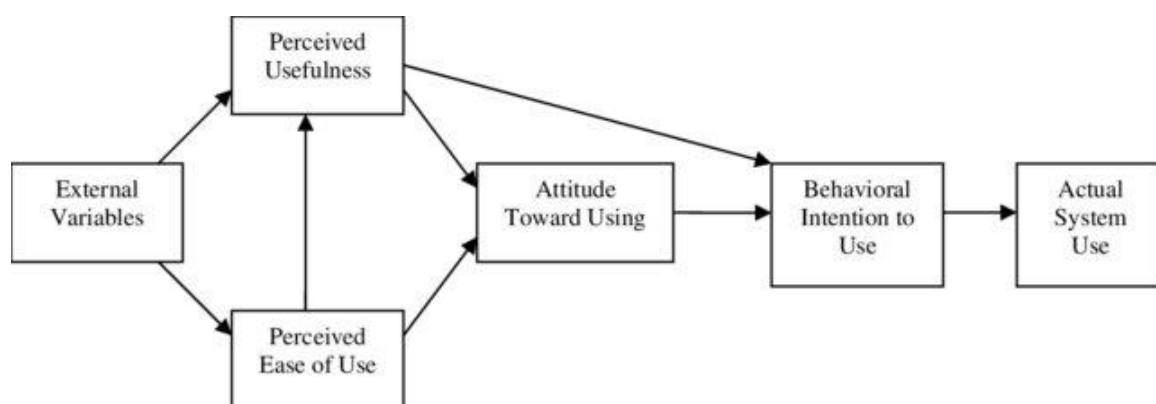 Perceived
Usefulness
External
Variables
Attitude
Toward Using
Behavioral
Intention to
Use
Actual
System
Use
Perceived
Ease of Use